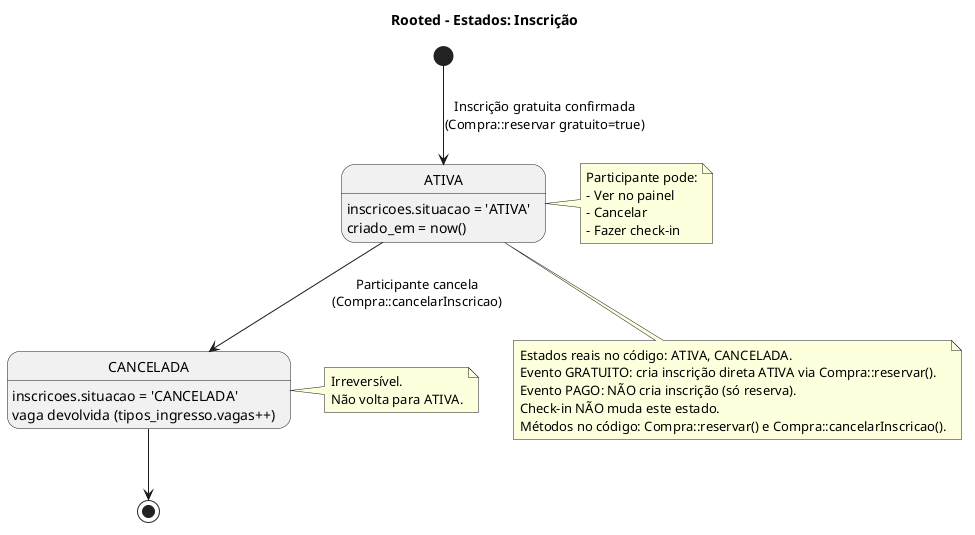 Rooted - Estados: Inscrição
Inscrição gratuita confirmada
(Compra::reservar gratuito=true)
ATIVA
inscricoes.situacao = 'ATIVA'
criado_em = now()
Participante pode:
- Ver no painel
- Cancelar
- Fazer check-in
Participante cancela
(Compra::cancelarInscricao)
CANCELADA
inscricoes.situacao = 'CANCELADA'
vaga devolvida (tipos_ingresso.vagas++)
Irreversível.
Não volta para ATIVA.
Estados reais no código: ATIVA, CANCELADA.
Evento GRATUITO: cria inscrição direta ATIVA via Compra::reservar().
Evento PAGO: NÃO cria inscrição (só reserva).
Check-in NÃO muda este estado.
Métodos no código: Compra::reservar() e Compra::cancelarInscricao().